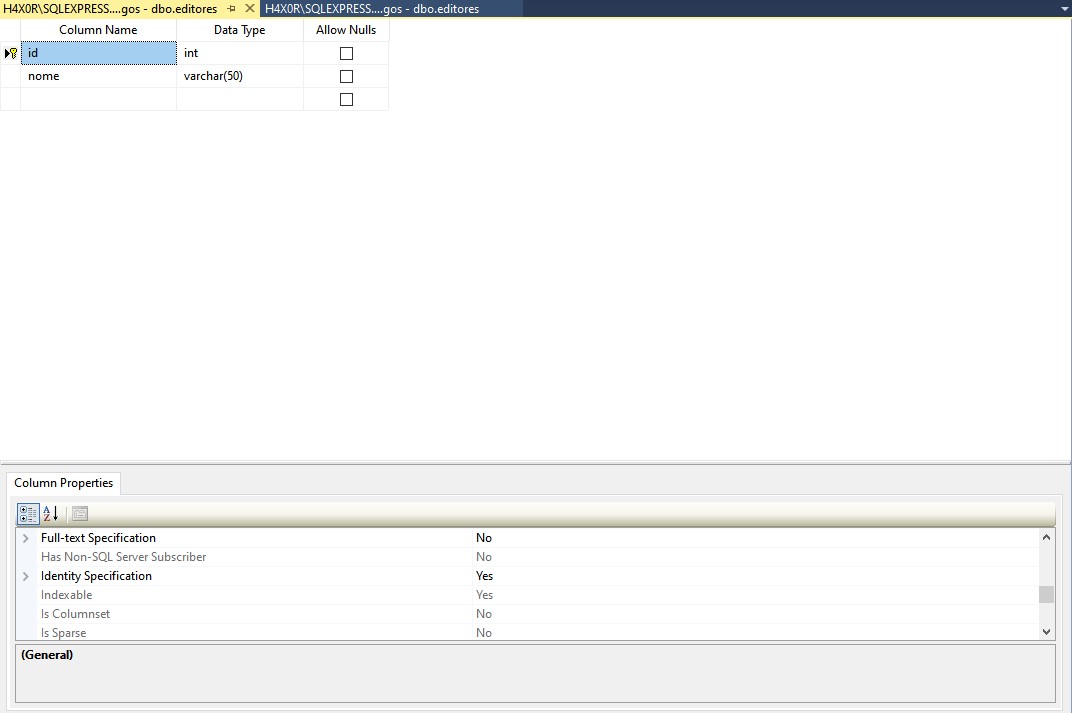 H4X0R\SQLEXPRESS....gos - dbo.editores H4X0R\SQLEXPRESS....gos - dbo.editores
Column Name Data Type Allow Nulls
id int
nome varchar(50)
Column Properties
Full-text Specification No
Has Non-SQL Server Subscriber No
Identity Specification Yes
Indexable Yes
Is Columnset No
Is Sparse No
(General)